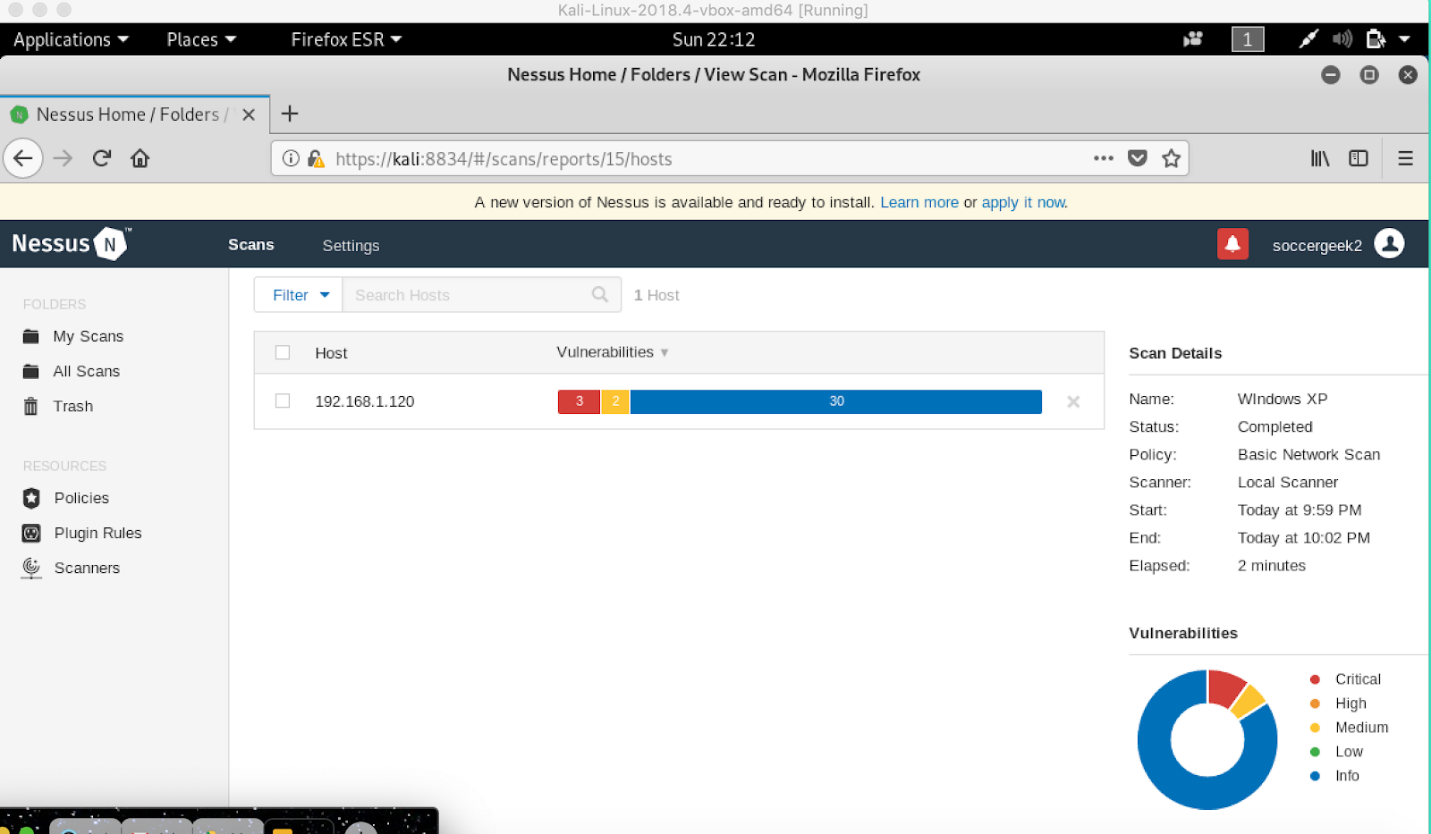 Kali-Linux-2018.4-vbox-amd64 [Running]
Applications Places Firefox ESR Sun 22:12 1
Nessus Home / Folders / View Scan - Mozilla Firefox
Nessus Home / Folders /
https://kali:8834/#/scans/reports/15/hosts
A new version of Nessus is available and ready to install. Learn more or apply it now.
Nessus N ™ Scans Settings soccergeek2
FOLDERS
My Scans
All Scans
Trash
RESOURCES
Policies
Plugin Rules
Scanners
Filter Search Hosts 1 Host
Host Vulnerabilities
192.168.1.120 3 2 30
Scan Details
Name: WIndows XP
Status: Completed
Policy: Basic Network Scan
Scanner: Local Scanner
Start: Today at 9:59 PM
End: Today at 10:02 PM
Elapsed: 2 minutes
Vulnerabilities
Critical
High
Medium
Low
Info